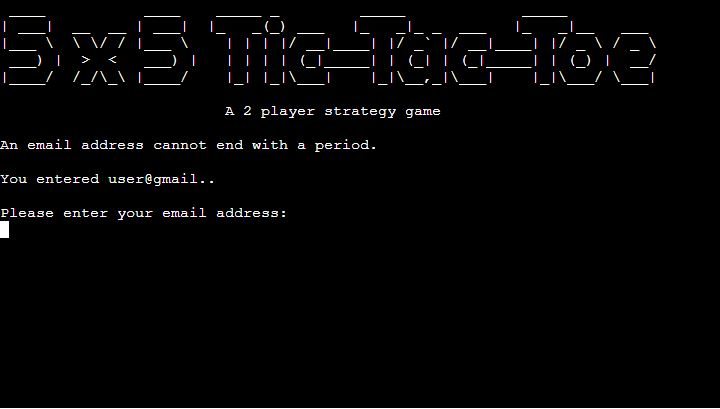 5x5 Tic-Tac-Toe
A 2 player strategy game
An email address cannot end with a period.
You entered user@gmail..
Please enter your email address: